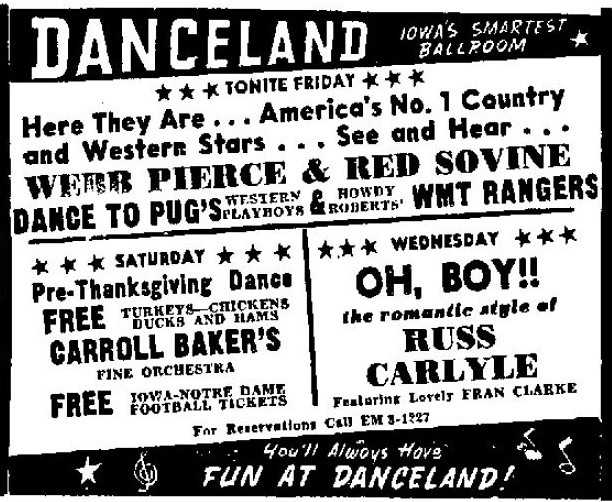 DANCELAND
IOWA'S SMARTEST
BALLROOM
TONITE FRIDAY
Here They Are ... America's No. 1 Country
and Western Stars ... See and Hear ...
WEBB PIERCE & RED SOVINE
DANCE TO PUG'S WESTERN PLAYBOYS & HOWDY ROBERTS' WMT RANGERS
SATURDAY
Pre-Thanksgiving Dance
FREE TURKEYS—CHICKENS
DUCKS AND HAMS
CARROLL BAKER'S
FINE ORCHESTRA
FREE IOWA-NOTRE DAME
FOOTBALL TICKETS
WEDNESDAY
OH, BOY!!
the romantic style of
RUSS
CARLYLE
Featuring Lovely FRAN CLARKE
For Reservations Call EM 3-1227
You'll Always Have
FUN AT DANCELAND!